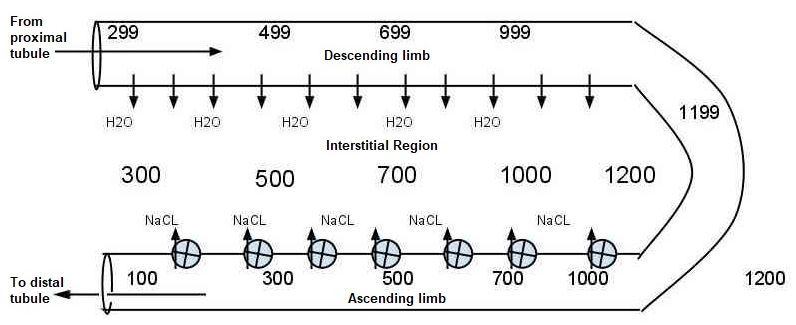 From
proximal
tubule
299 499 699 999
Descending limb
H2O H2O H2O H2O H2O
1199
Interstitial Region
300 500 700 1000 1200
NaCL NaCL NaCL NaCL NaCL
100 300 500 700 1000 1200
To distal
tubule
Ascending limb